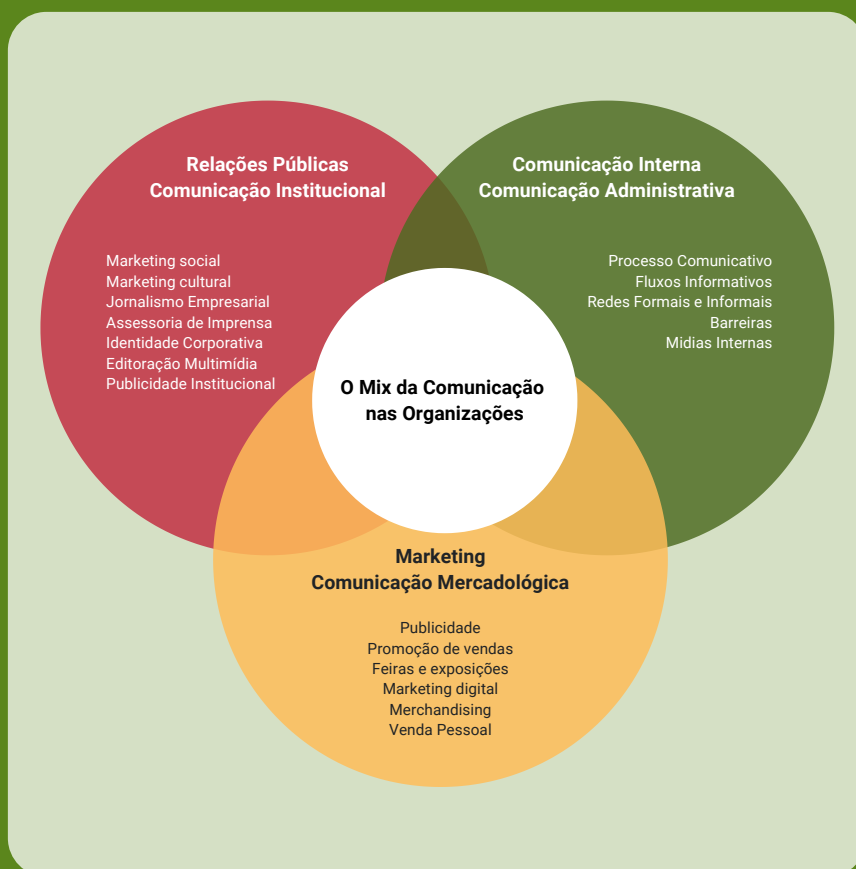 Relações Públicas
Comunicação Institucional
Marketing social
Marketing cultural
Jornalismo Empresarial
Assessoria de Imprensa
Identidade Corporativa
Editoração Multimídia
Publicidade Institucional
Comunicação Interna
Comunicação Administrativa
Processo Comunicativo
Fluxos Informativos
Redes Formais e Informais
Barreiras
Midias Internas
O Mix da Comunicação
nas Organizações
Marketing
Comunicação Mercadológica
Publicidade
Promoção de vendas
Feiras e exposições
Marketing digital
Merchandising
Venda Pessoal